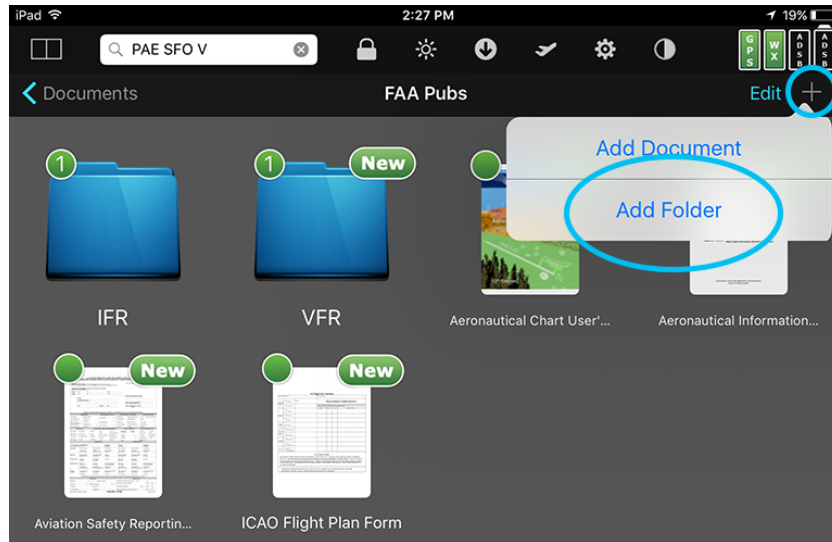 iPad 2:27 PM 19%
PAE SFO V
GPS WX ADSB ADSB
Documents FAA Pubs Edit +
Add Document
Add Folder
1 1 New
IFR VFR Aeronautical Chart User'... Aeronautical Information...
New New
Aviation Safety Reportin... ICAO Flight Plan Form